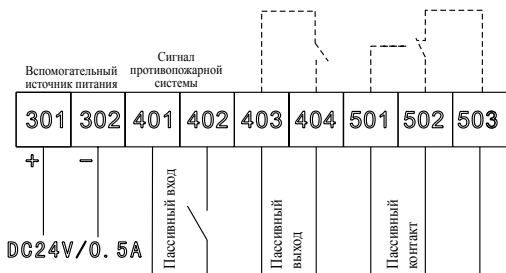 Вспомогательный
источник питания
Сигнал
противопожарной
системы
301 302 401 402 403 404 501 502 503
+ −
DC24V/0.5A
Пассивный вход
Пассивный
выход
Пассивный
контакт